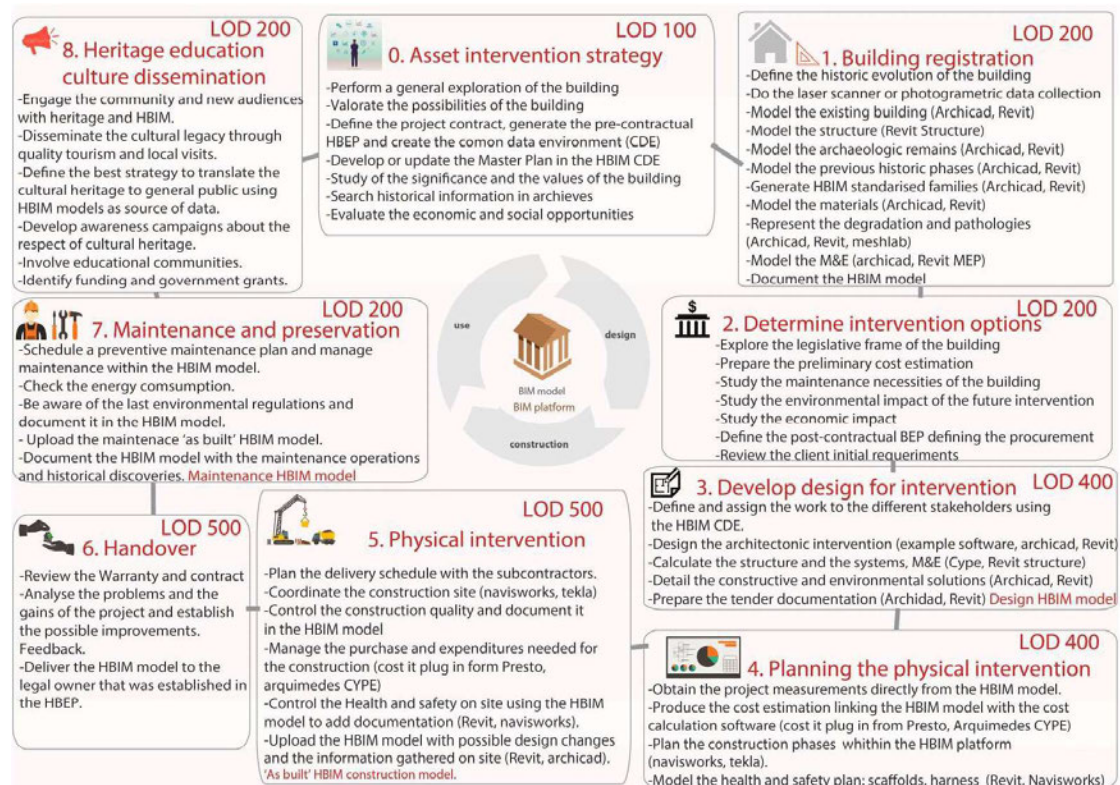 LOD 200
8. Heritage education
culture dissemination
-Engage the community and new audiences
with heritage and HBIM.
-Disseminate the cultural legacy through
quality tourism and local visits.
-Define the best strategy to translate the
cultural heritage to general public using
HBIM models as source of data.
-Develop awareness campaigns about the
respect of cultural heritage.
-Involve educational communities.
-Identify funding and government grants.
LOD 100
0. Asset intervention strategy
-Perform a general exploration of the building
-Valorate the possibilities of the building
-Define the project contract, generate the pre-contractual
HBEP and create the comon data environment (CDE)
-Develop or update the Master Plan in the HBIM CDE
-Study of the significance and the values of the building
-Search historical information in archieves
-Evaluate the economic and social opportunities
LOD 200
1. Building registration
-Define the historic evolution of the building
-Do the laser scanner or photogrametric data collection
-Model the existing building (Archicad, Revit)
-Model the structure (Revit Structure)
-Model the archaeologic remains (Archicad, Revit)
-Model the previous historic phases (Archicad, Revit)
-Generate HBIM standarised families (Archicad, Revit)
-Model the materials (Archicad, Revit)
-Represent the degradation and pathologies
(Archicad, Revit, meshlab)
-Model the M&E (archicad, Revit MEP)
-Document the HBIM model
use
design
construction
BIM model
BIM platform
LOD 200
7. Maintenance and preservation
-Schedule a preventive maintenance plan and manage
maintenance within the HBIM model.
-Check the energy comsumption.
-Be aware of the last environmental regulations and
document it in the HBIM model.
- Upload the maintenace 'as built' HBIM model.
-Document the HBIM model with the maintenance operations
and historical discoveries. Maintenance HBIM model
$
LOD 200
2. Determine intervention options
-Explore the legislative frame of the building
-Prepare the preliminary cost estimation
-Study the maintenance necessities of the building
-Study the environmental impact of the future intervention
-Study the economic impact
-Define the post-contractual BEP defining the procurement
-Review the client initial requeriments
LOD 400
3. Develop design for intervention
-Define and assign the work to the different stakeholders using
the HBIM CDE.
-Design the architectonic intervention (example software, archicad, Revit)
-Calculate the structure and the systems, M&E (Cype, Revit structure)
-Detail the constructive and environmental solutions (Archicad, Revit)
-Prepare the tender documentation (Archidad, Revit) Design HBIM model
LOD 500
6. Handover
-Review the Warranty and contract
-Analyse the problems and the
gains of the project and establish
the possible improvements.
Feedback.
-Deliver the HBIM model to the
legal owner that was established in
the HBEP.
LOD 500
5. Physical intervention
-Plan the delivery schedule with the subcontractors.
-Coordinate the construction site (navisworks, tekla)
-Control the construction quality and document it
in the HBIM model
-Manage the purchase and expenditures needed for
the construction (cost it plug in form Presto,
arquimedes CYPE)
-Control the Health and safety on site using the HBIM
model to add documentation (Revit, navisworks).
-Upload the HBIM model with possible design changes
and the information gathered on site (Revit, archicad).
'As built' HBIM construction model.
LOD 400
4. Planning the physical intervention
-Obtain the project measurements directly from the HBIM model.
-Produce the cost estimation linking the HBIM model with the cost
calculation software (cost it plug in from Presto, Arquimedes CYPE)
-Plan the construction phases whithin the HBIM platform
(navisworks, tekla).
-Model the health and safety plan: scaffolds, harness (Revit, Navisworks)